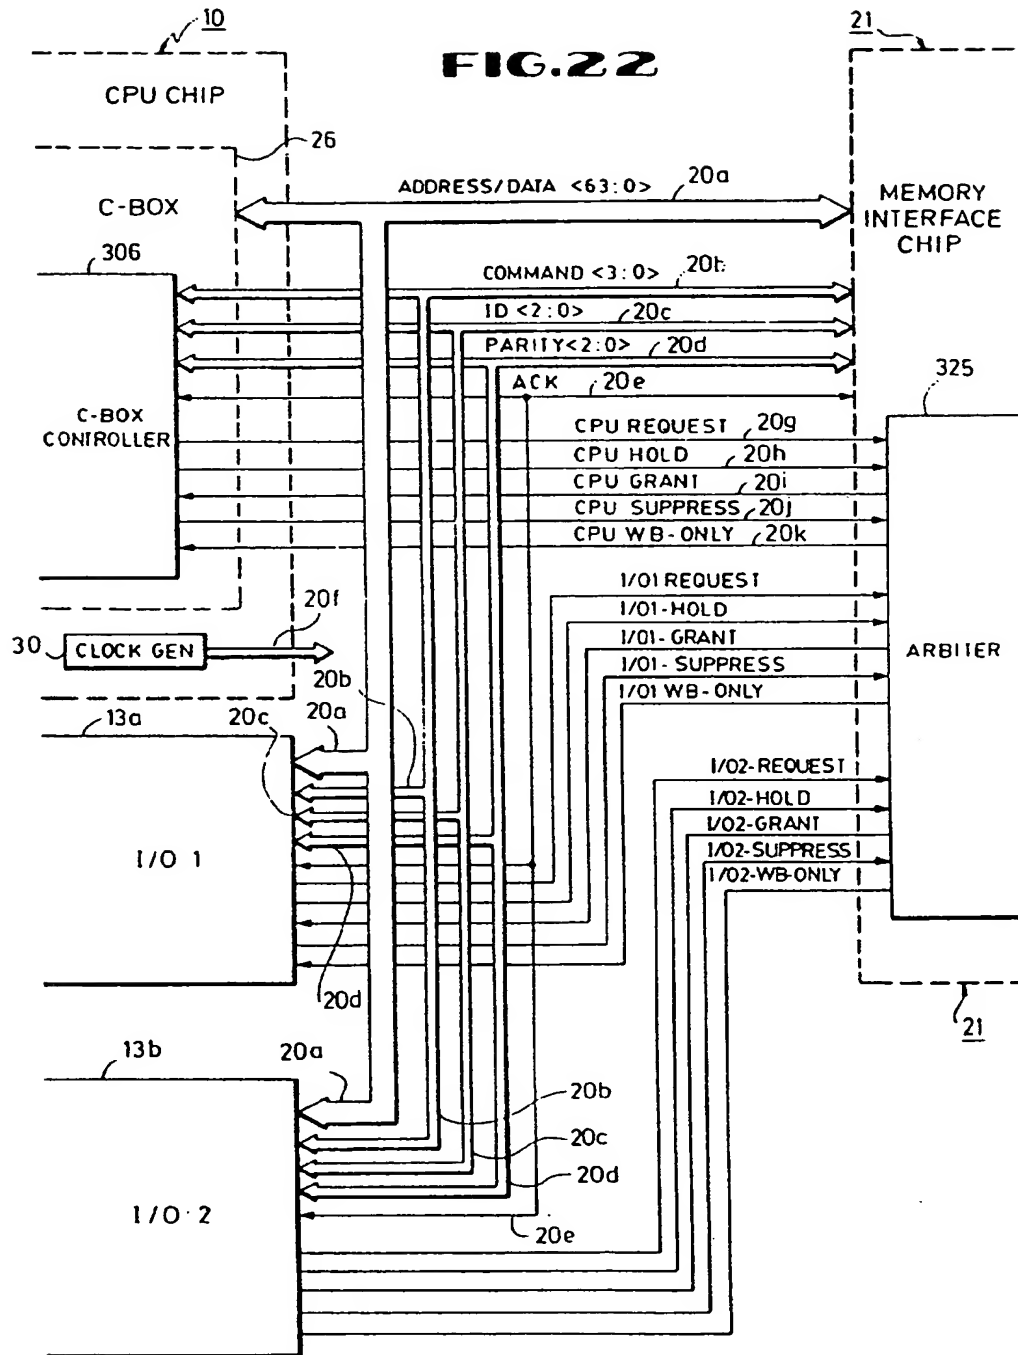 10
21
FIG.22
CPU CHIP
26
C-BOX
ADDRESS/DATA <63:0>
20a
MEMORY
INTERFACE
CHIP
306
COMMAND <3:0>
20b
ID <2:0>
20c
PARITY<2:0>
20d
ACK
20e
325
C-BOX
CONTROLLER
CPU REQUEST
20g
CPU HOLD
20h
CPU GRANT
20i
CPU SUPPRESS
20j
CPU WB-ONLY
20k
I/O1 REQUEST
I/O1-HOLD
I/O1-GRANT
I/O1-SUPPRESS
I/O1 WB-ONLY
ARBITER
30
CLOCK GEN
20f
20b
13a
20c
20a
I/O2-REQUEST
I/O2-HOLD
I/O2-GRANT
I/O2-SUPPRESS
I/O2-WB-ONLY
I/O 1
20d
21
13b
20a
20b
20c
20d
I/O 2
20e